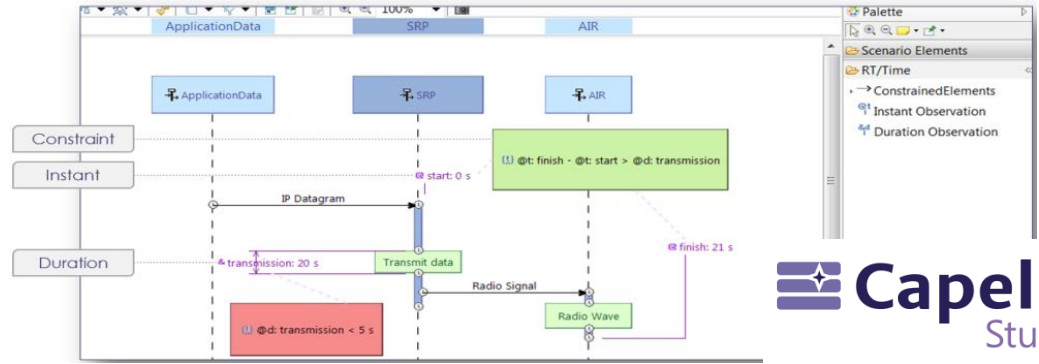 100%
Palette
ApplicationData SRP AIR
Scenario Elements
RT/Time
ConstrainedElements
Instant Observation
Duration Observation
ApplicationData SRP AIR
Constraint
@t: finish - @t: start > @d: transmission
Instant
start: 0 s
IP Datagram
finish: 21 s
Duration
transmission: 20 s
Transmit data
Radio Signal
Radio Wave
@d: transmission < 5 s
Capel
Stu